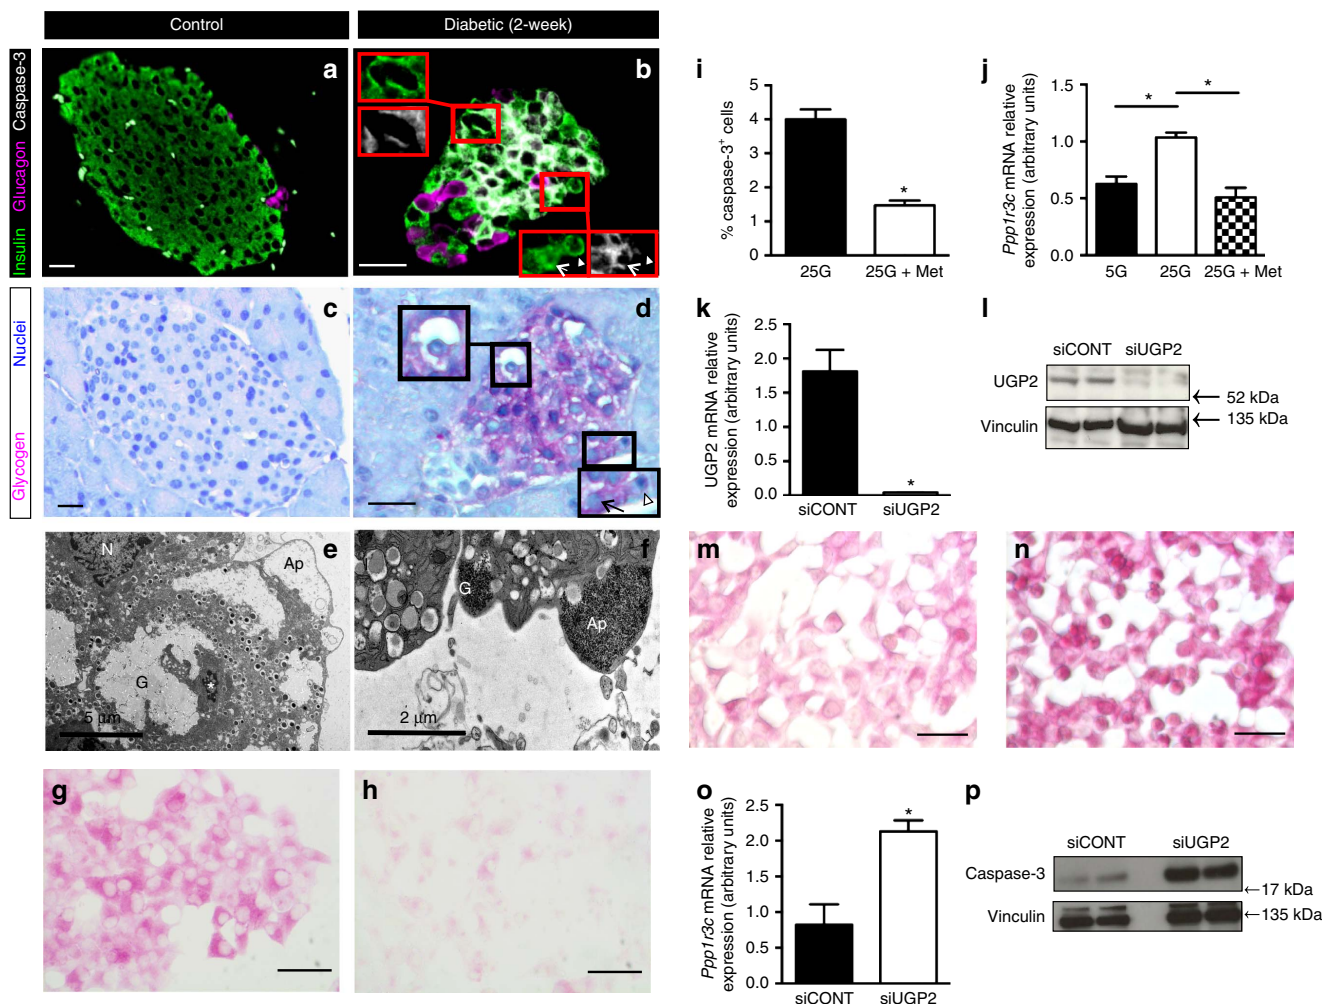 Control
Diabetic (2-week)
Insulin Glucagon Caspase-3
a
b
Glycogen Nuclei
c
d
e
N
Ap
G
*
5 μm
f
G
Ap
2 μm
g
h
i
% caspase-3+ cells
5
4
3
2
1
0
*
25G
25G + Met
j
Ppp1r3c mRNA relative
expression (arbitrary units)
1.5
1.0
0.5
0.0
*
*
5G
25G
25G + Met
k
UGP2 mRNA relative
expression (arbitrary units)
2.5
2.0
1.5
1.0
0.5
0.0
*
siCONT
siUGP2
l
siCONT siUGP2
UGP2
← 52 kDa
Vinculin
← 135 kDa
m
n
o
Ppp1r3c mRNA relative
expression (arbitrary units)
2.5
2.0
1.5
1.0
0.5
0.0
*
siCONT
siUGP2
p
siCONT
siUGP2
Caspase-3
←17 kDa
Vinculin
←135 kDa